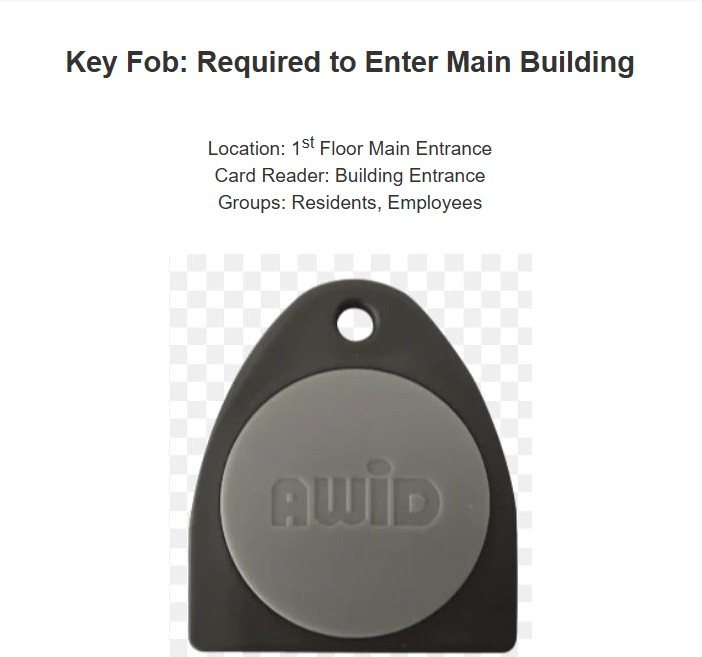 Key Fob: Required to Enter Main Building
Location: 1st Floor Main Entrance
Card Reader: Building Entrance
Groups: Residents, Employees
AWiD